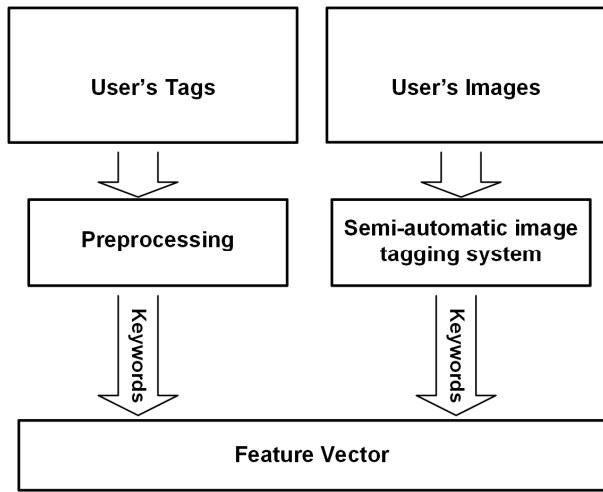 User's Tags
User's Images
Preprocessing
Semi-automatic image
tagging system
Keywords
Keywords
Feature Vector